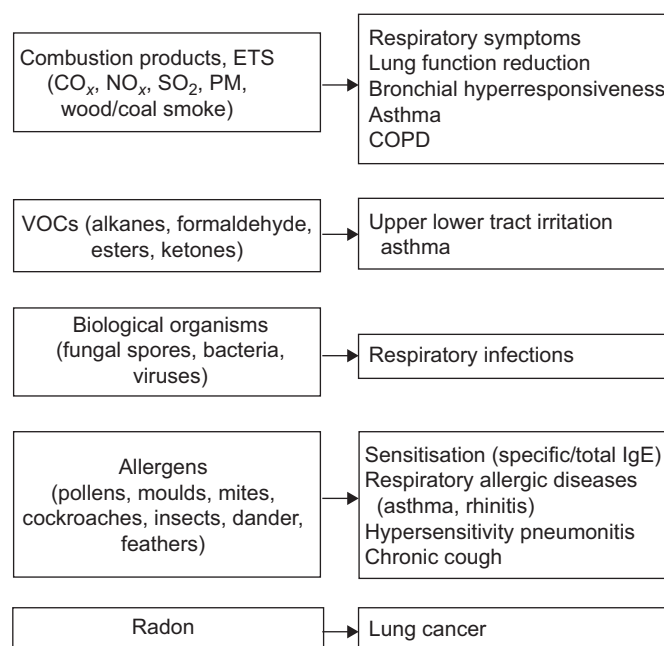 Combustion products, ETS
(COₓ, NOₓ, SO₂, PM,
wood/coal smoke)
Respiratory symptoms
Lung function reduction
Bronchial hyperresponsiveness
Asthma
COPD
VOCs (alkanes, formaldehyde,
esters, ketones)
Upper lower tract irritation
asthma
Biological organisms
(fungal spores, bacteria,
viruses)
Respiratory infections
Allergens
(pollens, moulds, mites,
cockroaches, insects, dander,
feathers)
Sensitisation (specific/total IgE)
Respiratory allergic diseases
(asthma, rhinitis)
Hypersensitivity pneumonitis
Chronic cough
Radon
Lung cancer